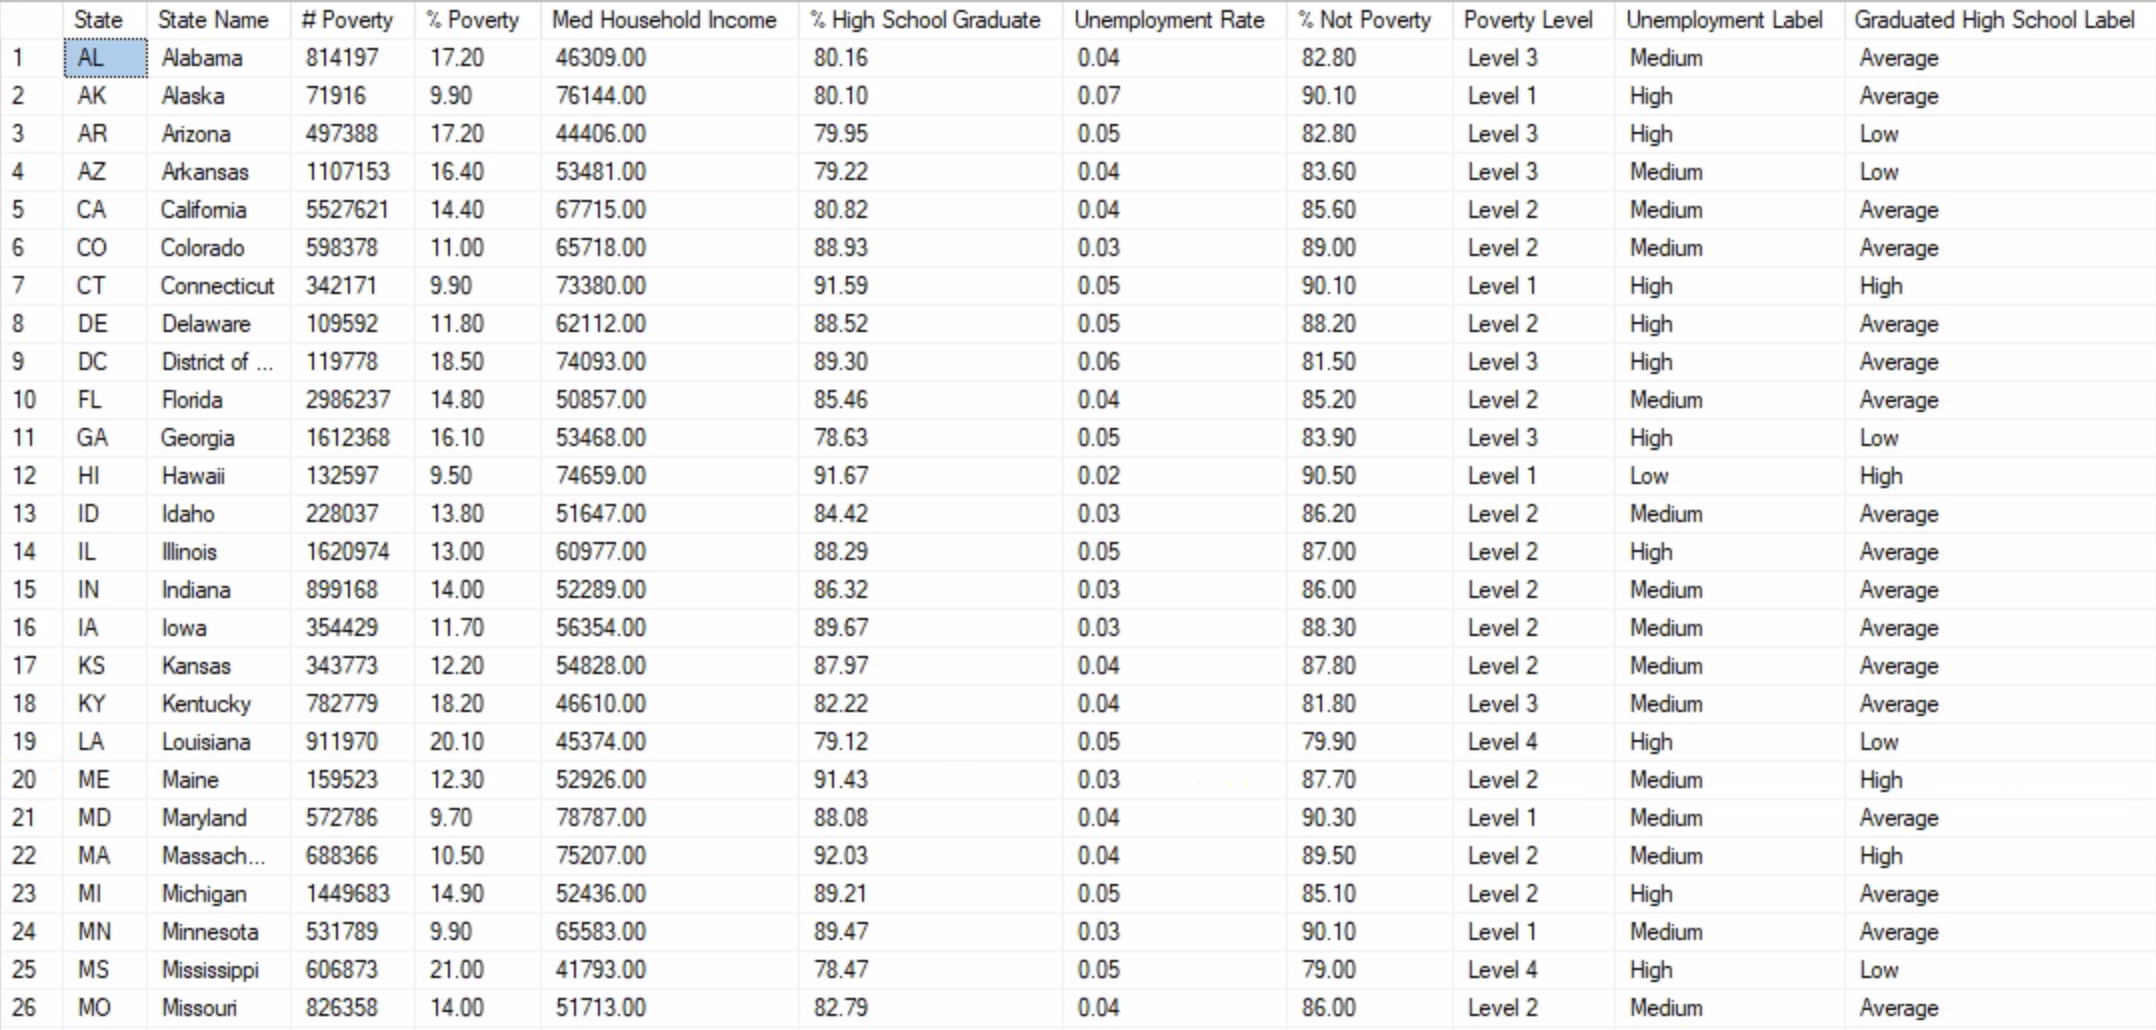 State State Name # Poverty % Poverty Med Household Income % High School Graduate Unemployment Rate % Not Poverty Poverty Level Unemployment Label Graduated High School Label
1 AL Alabama 814197 17.20 46309.00 80.16 0.04 82.80 Level 3 Medium Average
2 AK Alaska 71916 9.90 76144.00 80.10 0.07 90.10 Level 1 High Average
3 AR Arizona 497388 17.20 44406.00 79.95 0.05 82.80 Level 3 High Low
4 AZ Arkansas 1107153 16.40 53481.00 79.22 0.04 83.60 Level 3 Medium Low
5 CA California 5527621 14.40 67715.00 80.82 0.04 85.60 Level 2 Medium Average
6 CO Colorado 598378 11.00 65718.00 88.93 0.03 89.00 Level 2 Medium Average
7 CT Connecticut 342171 9.90 73380.00 91.59 0.05 90.10 Level 1 High High
8 DE Delaware 109592 11.80 62112.00 88.52 0.05 88.20 Level 2 High Average
9 DC District of ... 119778 18.50 74093.00 89.30 0.06 81.50 Level 3 High Average
10 FL Florida 2986237 14.80 50857.00 85.46 0.04 85.20 Level 2 Medium Average
11 GA Georgia 1612368 16.10 53468.00 78.63 0.05 83.90 Level 3 High Low
12 HI Hawaii 132597 9.50 74659.00 91.67 0.02 90.50 Level 1 Low High
13 ID Idaho 228037 13.80 51647.00 84.42 0.03 86.20 Level 2 Medium Average
14 IL Illinois 1620974 13.00 60977.00 88.29 0.05 87.00 Level 2 High Average
15 IN Indiana 899168 14.00 52289.00 86.32 0.03 86.00 Level 2 Medium Average
16 IA Iowa 354429 11.70 56354.00 89.67 0.03 88.30 Level 2 Medium Average
17 KS Kansas 343773 12.20 54828.00 87.97 0.04 87.80 Level 2 Medium Average
18 KY Kentucky 782779 18.20 46610.00 82.22 0.04 81.80 Level 3 Medium Average
19 LA Louisiana 911970 20.10 45374.00 79.12 0.05 79.90 Level 4 High Low
20 ME Maine 159523 12.30 52926.00 91.43 0.03 87.70 Level 2 Medium High
21 MD Maryland 572786 9.70 78787.00 88.08 0.04 90.30 Level 1 Medium Average
22 MA Massach... 688366 10.50 75207.00 92.03 0.04 89.50 Level 2 Medium High
23 MI Michigan 1449683 14.90 52436.00 89.21 0.05 85.10 Level 2 High Average
24 MN Minnesota 531789 9.90 65583.00 89.47 0.03 90.10 Level 1 Medium Average
25 MS Mississippi 606873 21.00 41793.00 78.47 0.05 79.00 Level 4 High Low
26 MO Missouri 826358 14.00 51713.00 82.79 0.04 86.00 Level 2 Medium Average